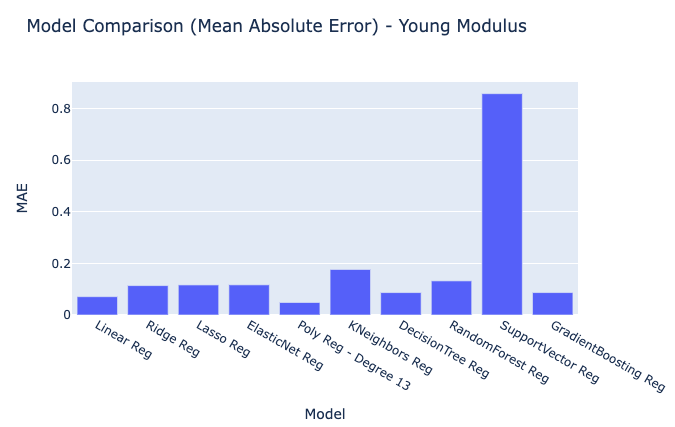 Model Comparison (Mean Absolute Error) - Young Modulus
MAE
0.8
0.6
0.4
0.2
0
Linear Reg
Ridge Reg
Lasso Reg
ElasticNet Reg
Poly Reg - Degree 13
KNeighbors Reg
DecisionTree Reg
RandomForest Reg
SupportVector Reg
GradientBoosting Reg
Model